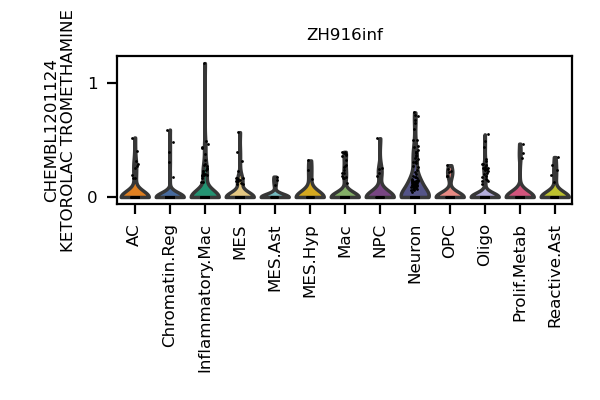 ZH916inf
CHEMBL1201124
KETOROLAC TROMETHAMINE
1
0
AC
Chromatin.Reg
Inflammatory.Mac
MES
MES.Ast
MES.Hyp
Mac
NPC
Neuron
OPC
Oligo
Prolif.Metab
Reactive.Ast